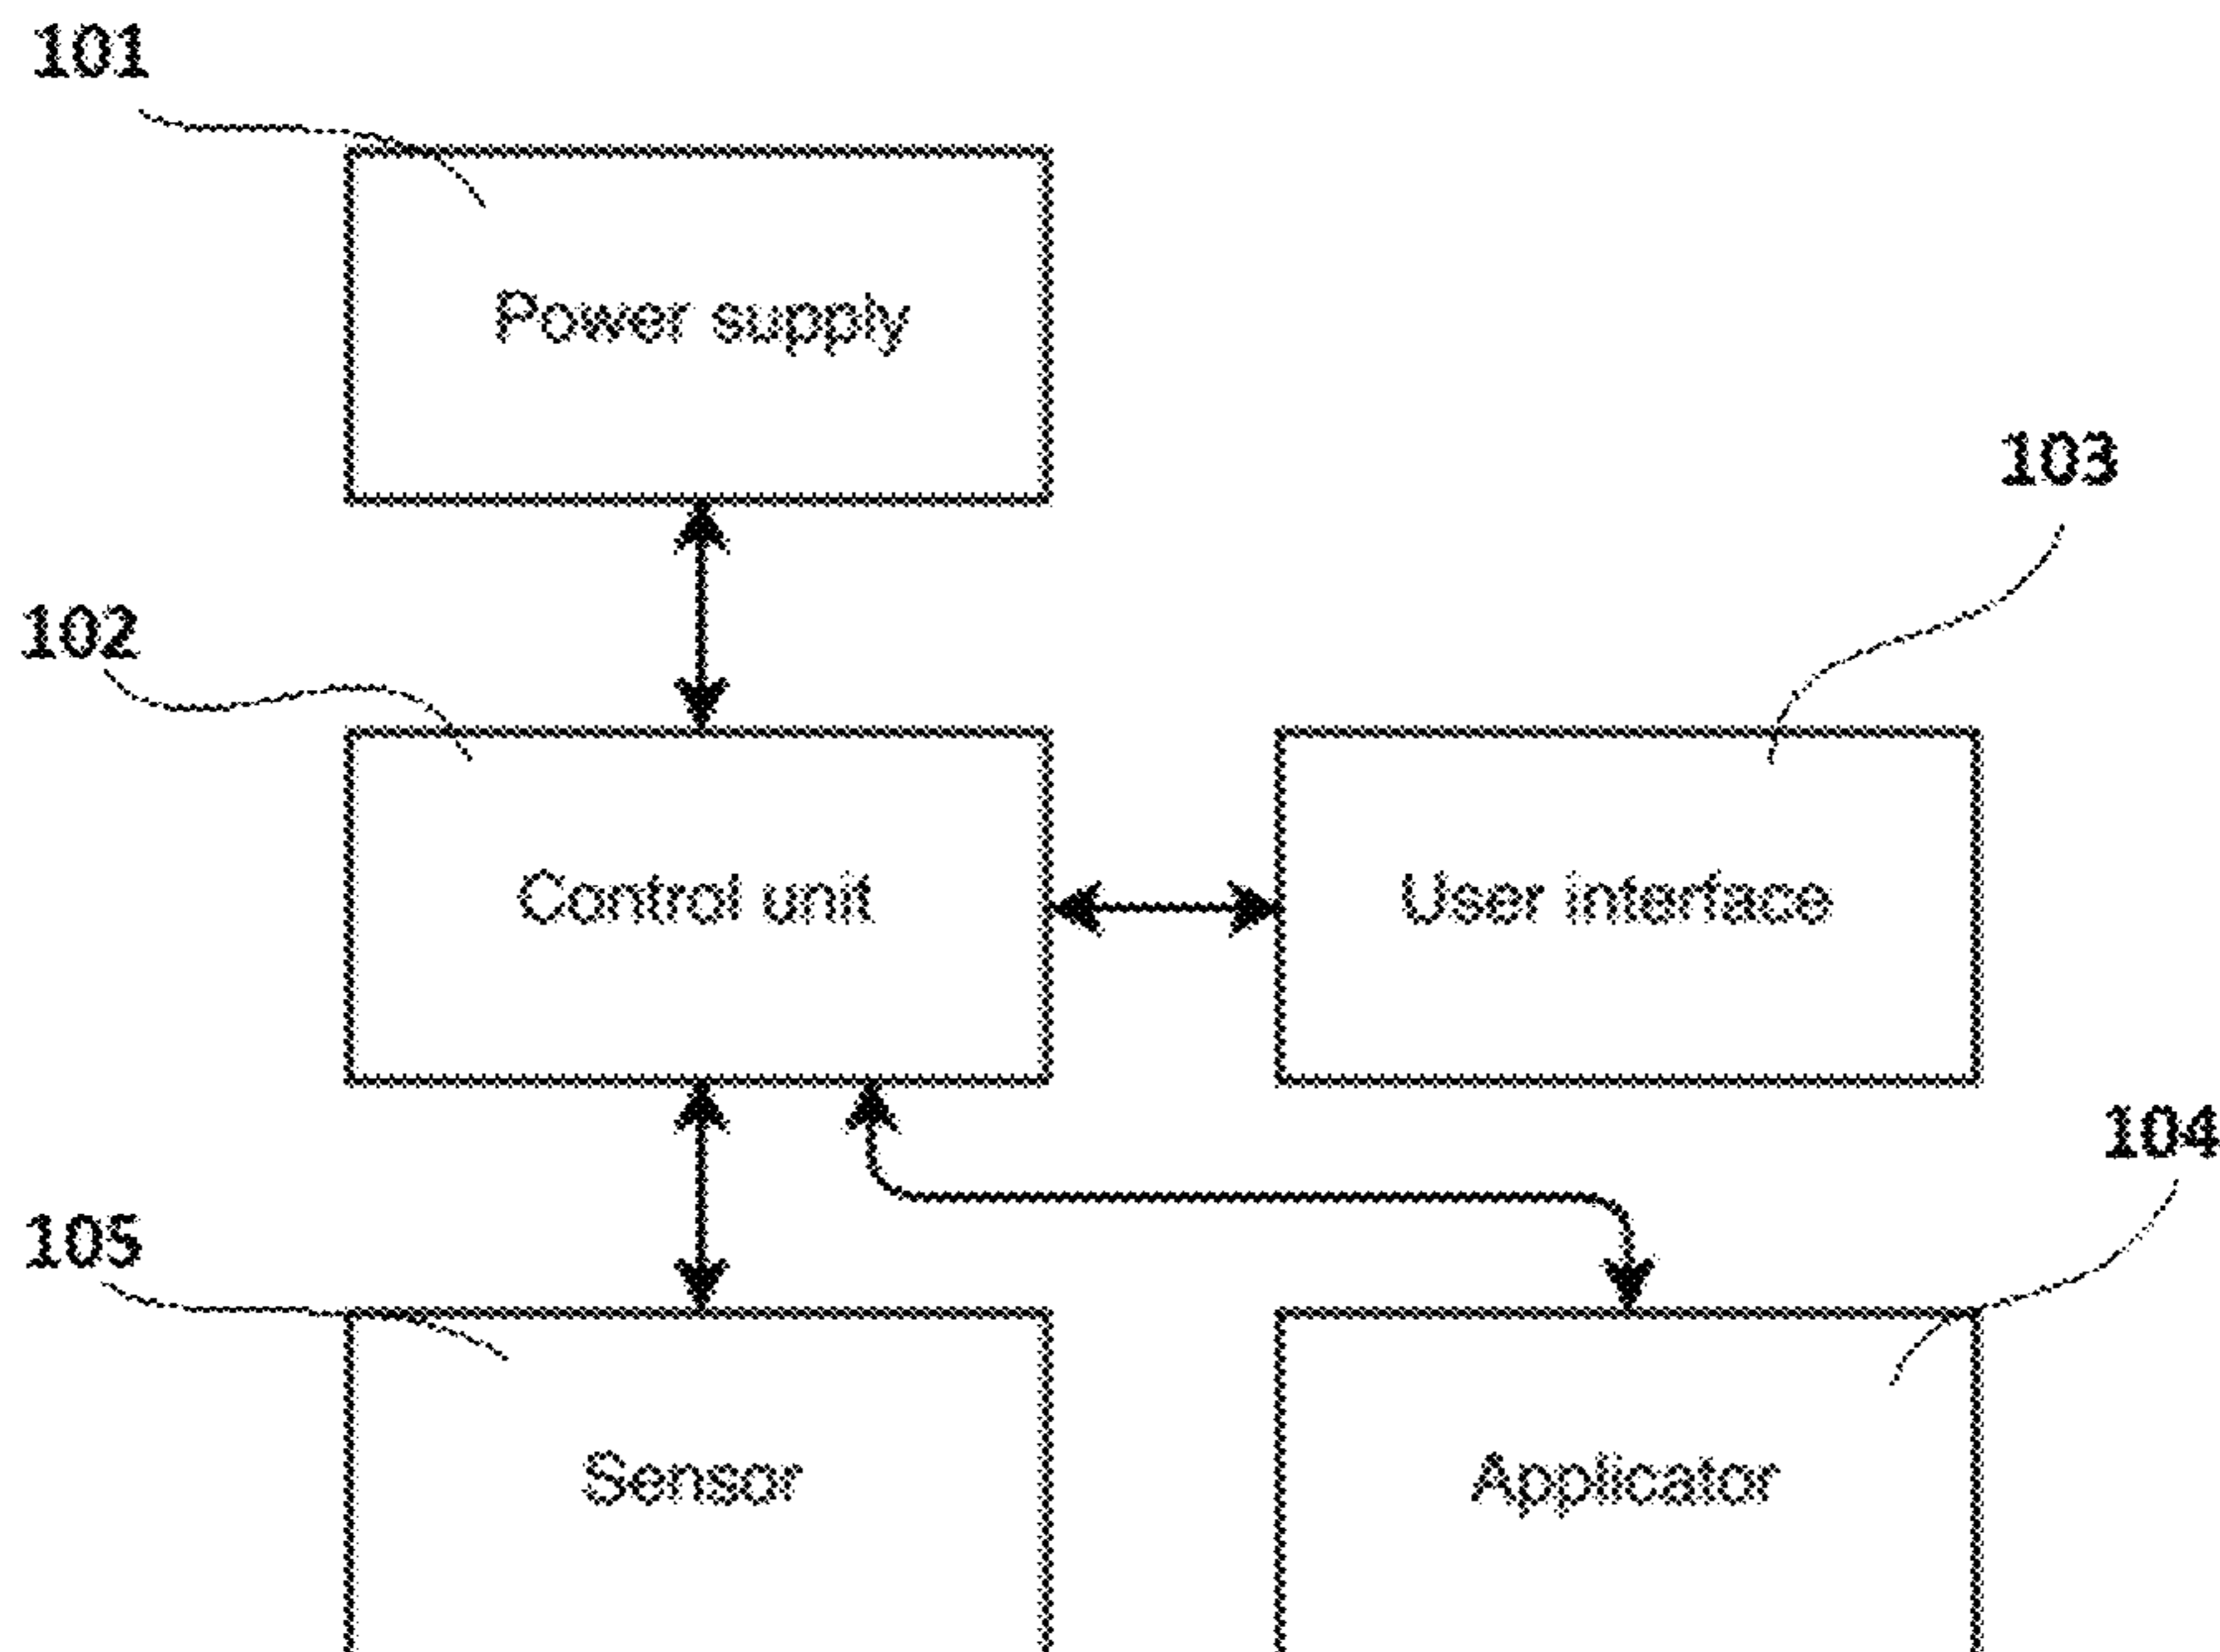 101
Power supply
103
102
Control unit
User interface
104
105
Sensor
Applicator